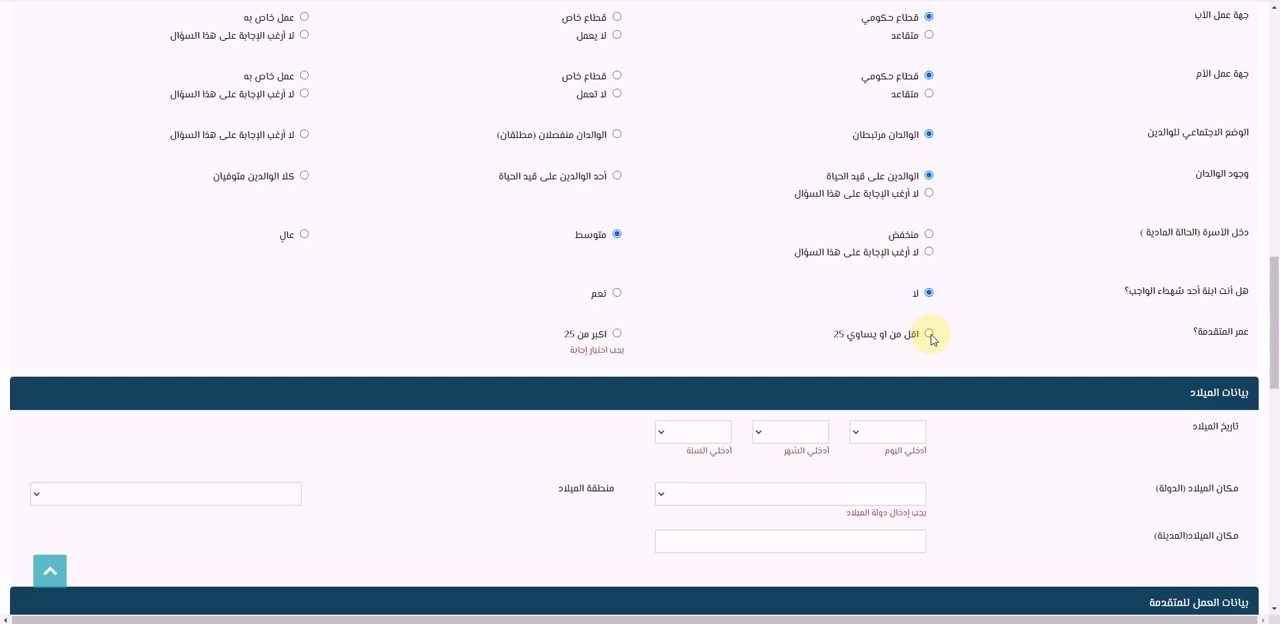 جهة عمل الأب قطاع حكومي قطاع خاص عمل خاص به
متقاعد لا يعمل لا أرغب الإجابة على هذا السؤال
جهة عمل الأم قطاع حكومي قطاع خاص عمل خاص به
متقاعد لا تعمل لا أرغب الإجابة على هذا السؤال
الوضع الاجتماعي للوالدين الوالدان مرتبطان الوالدان منفصلان (مطلقان) لا أرغب الإجابة على هذا السؤال
وجود الوالدان الوالدين على قيد الحياة أحد الوالدين على قيد الحياة كلا الوالدين متوفيان
لا أرغب الإجابة على هذا السؤال
دخل الأسرة (الحالة المادية ) منخفض متوسط عالٍ
لا أرغب الإجابة على هذا السؤال
هل أنت ابنة أحد شهداء الواجب؟ لا نعم
عمر المتقدمة؟ اقل من او يساوي 25 اكبر من 25
يجب اختيار إجابة
بيانات الميلاد
تاريخ الميلاد
أدخلي اليوم أدخلي الشهر أدخلي السنة
مكان الميلاد (الدولة) منطقة الميلاد
يجب إدخال دولة الميلاد
مكان الميلاد(المدينة)
بيانات العمل للمتقدمة